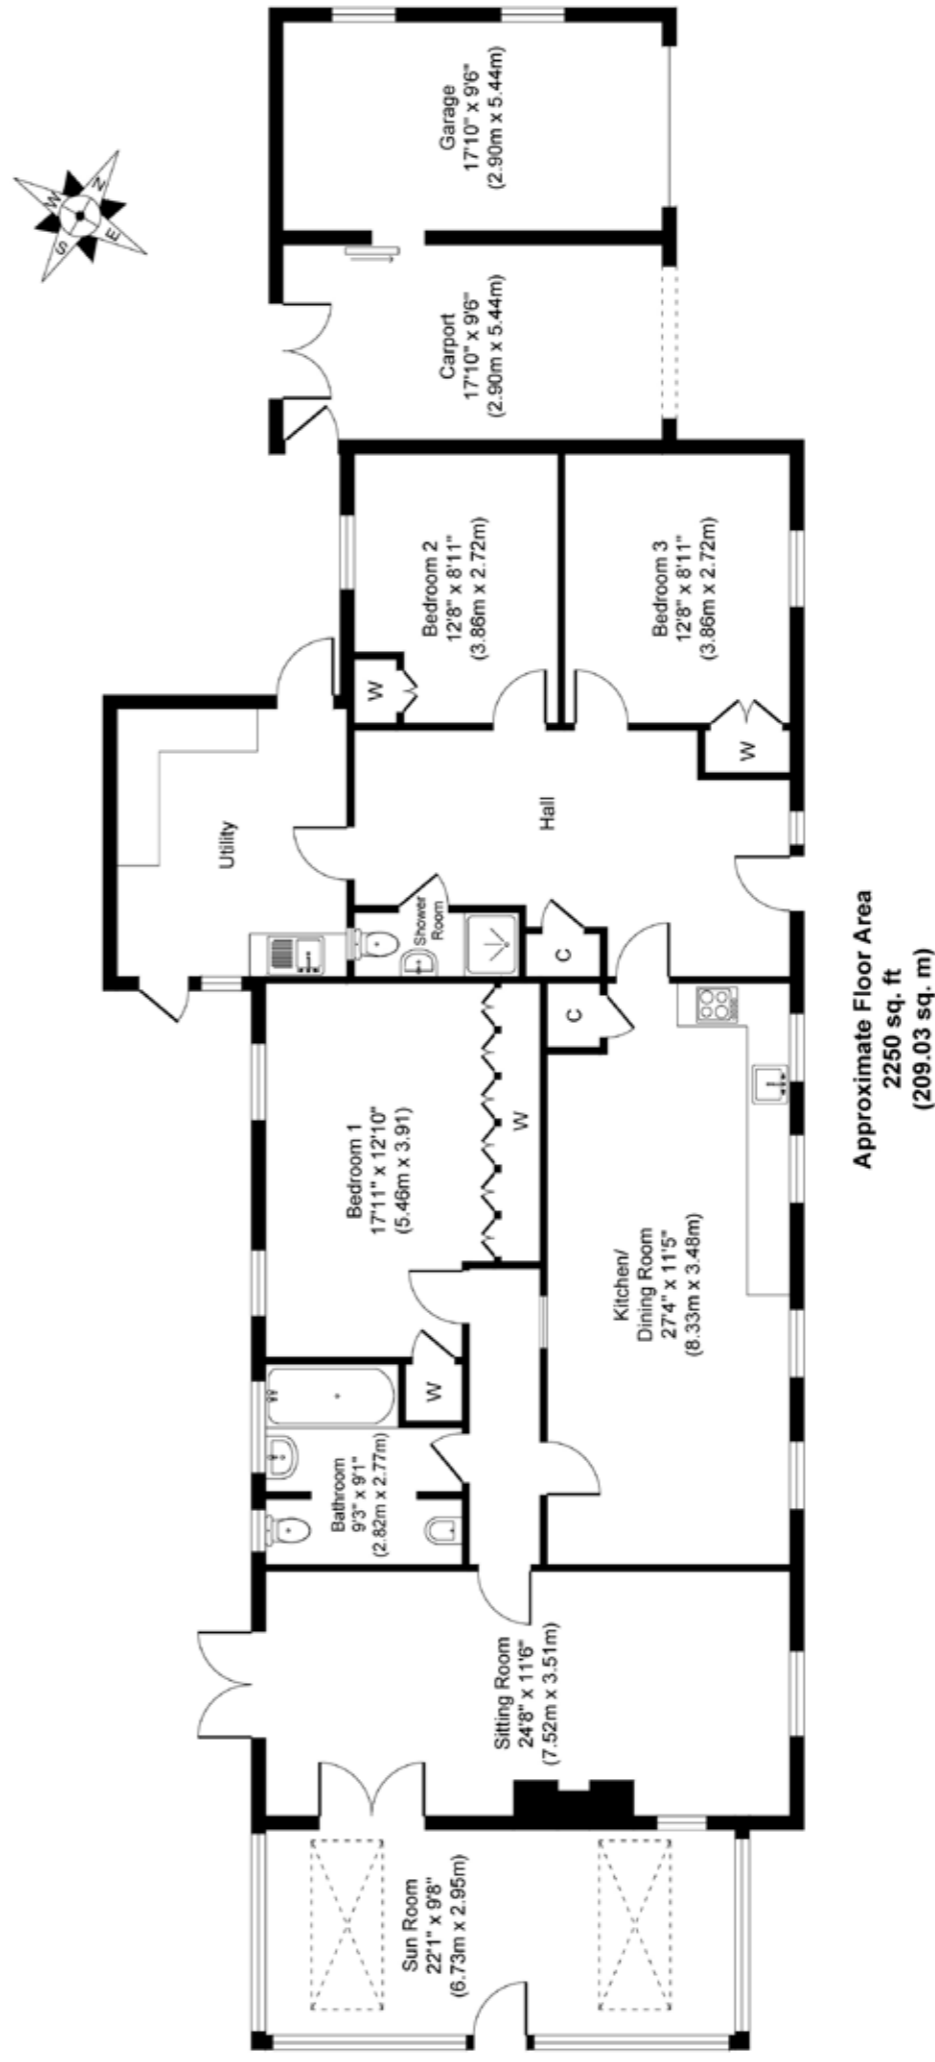 Garage
17'10" x 9'6"
(2.90m x 5.44m)
N
W
E
S
Carport
17'10" x 9'6"
(2.90m x 5.44m)
Bedroom 2
12'8" x 8'11"
(3.86m x 2.72m)
Bedroom 3
12'8" x 8'11"
(3.86m x 2.72m)
W
W
Utility
Hall
Shower
Room
C
C
Bedroom 1
17'11" x 12'10"
(5.46m x 3.91)
W
Kitchen/
Dining Room
27'4" x 11'5"
(8.33m x 3.48m)
W
Bathroom
9'3" x 9'1"
(2.82m x 2.77m)
Sitting Room
24'8" x 11'6"
(7.52m x 3.51m)
Sun Room
22'1" x 9'8"
(6.73m x 2.95m)
Approximate Floor Area
2250 sq. ft
(209.03 sq. m)